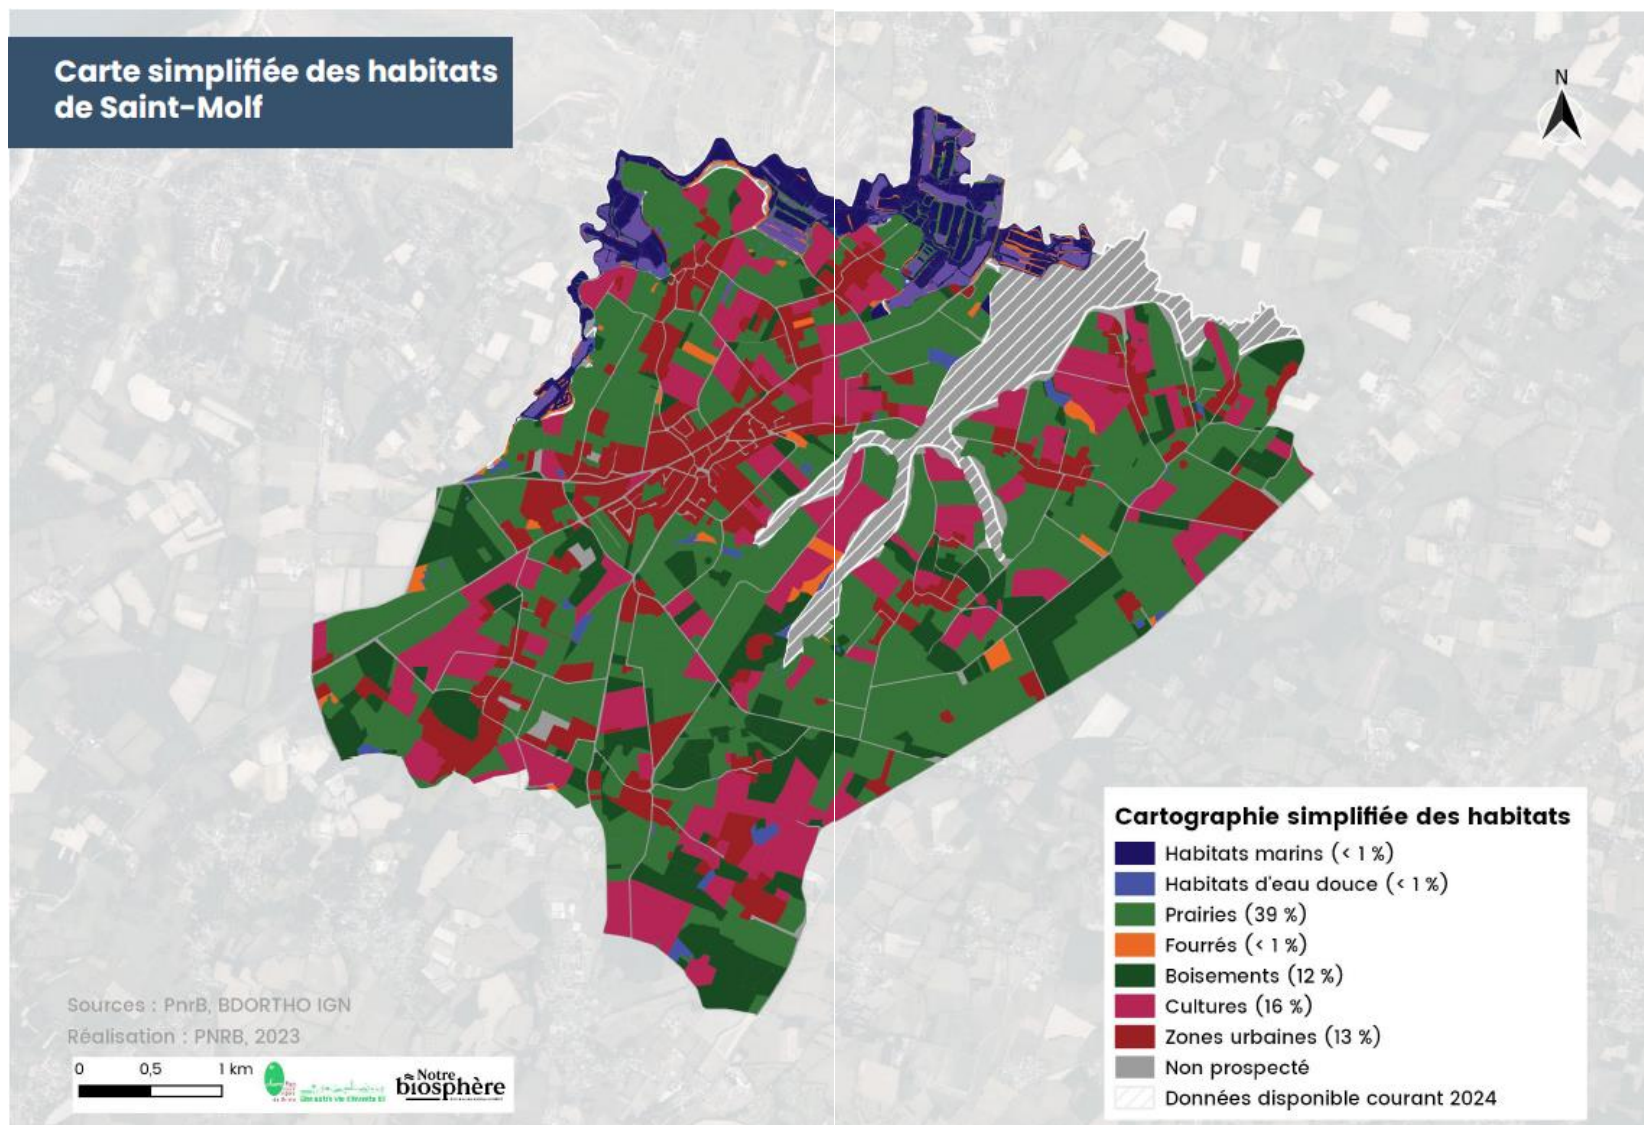 Carte simplifiée des habitats
de Saint-Molf
N
Cartographie simplifiée des habitats
Habitats marins (< 1 %)
Habitats d'eau douce (< 1 %)
Prairies (39 %)
Fourrés (< 1 %)
Boisements (12 %)
Cultures (16 %)
Zones urbaines (13 %)
Non prospecté
Données disponible courant 2024
Sources : PnrB, BDORTHO IGN
Réalisation : PNRB, 2023
0 0,5 1 km
Notre
biosphère